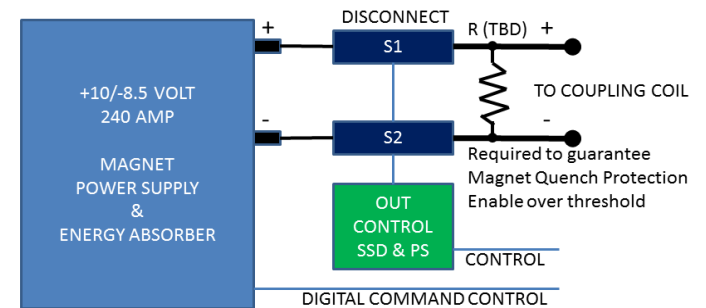 DISCONNECT
+
S1
R (TBD)
+
+10/-8.5 VOLT
240 AMP
MAGNET
POWER SUPPLY
&
ENERGY ABSORBER
TO COUPLING COIL
-
S2
-
Required to guarantee
Magnet Quench Protection
Enable over threshold
OUT
CONTROL
SSD & PS
CONTROL
DIGITAL COMMAND CONTROL